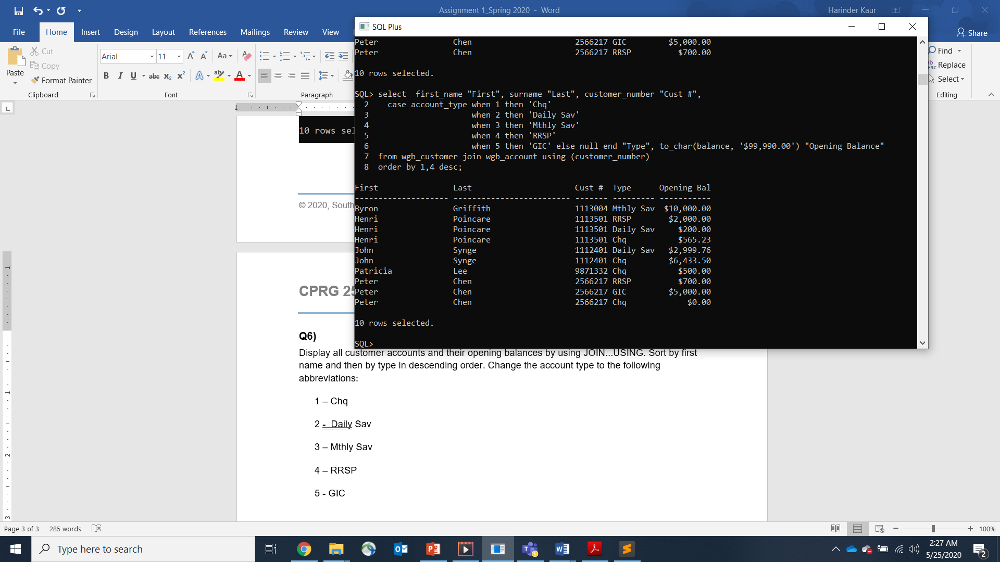 Assignment 1_Spring 2020 - Word
Harinder Kaur
File Home Insert Design Layout References Mailings Review View
Share
Paste
Cut
Copy
Format Painter
Clipboard
Arial 11
Font
Paragraph
Find
Replace
Select
Editing
SQL Plus
Peter Chen 2566217 GIC $5,000.00
Peter Chen 2566217 RRSP $700.00
10 rows selected.
SQL> select  first_name "First", surname "Last", customer_number "Cust #",
2 case account_type when 1 then 'Chq'
3 when 2 then 'Daily Sav'
4 when 3 then 'Mthly Sav'
5 when 4 then 'RRSP'
6 when 5 then 'GIC' else null end "Type", to_char(balance, '$99,990.00') "Opening Balance"
7 from wgb_customer join wgb_account using (customer_number)
8 order by 1,4 desc;
First Last Cust # Type Opening Bal
-------------------- ------------------------- ------- --------- -----------
Byron Griffith 1113004 Mthly Sav $10,000.00
Henri Poincare 1113501 RRSP $2,000.00
Henri Poincare 1113501 Daily Sav $200.00
Henri Poincare 1113501 Chq $565.23
John Synge 1112401 Daily Sav $2,999.76
John Synge 1112401 Chq $6,433.50
Patricia Lee 9871332 Chq $500.00
Peter Chen 2566217 RRSP $700.00
Peter Chen 2566217 GIC $5,000.00
Peter Chen 2566217 Chq $0.00
10 rows selected.
SQL>
10 rows sel
© 2020, South
CPRG 25
Q6)
Display all customer accounts and their opening balances by using JOIN...USING. Sort by first
name and then by type in descending order. Change the account type to the following
abbreviations:
1 – Chq
2 -  Daily Sav
3 – Mthly Sav
4 – RRSP
5 - GIC
Page 3 of 3 285 words
100%
Type here to search
2:27 AM
5/25/2020
2